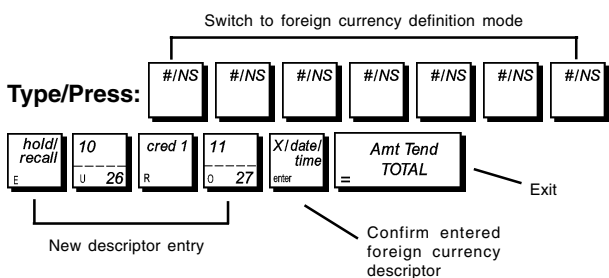 Switch to foreign currency definition mode
Type/Press: #/NS #/NS #/NS #/NS #/NS #/NS #/NS
hold/ recall E 10 U 26 cred 1 R 11 O 27 X/date/ time enter Amt Tend TOTAL =
Exit
New descriptor entry
Confirm entered
foreign currency
descriptor